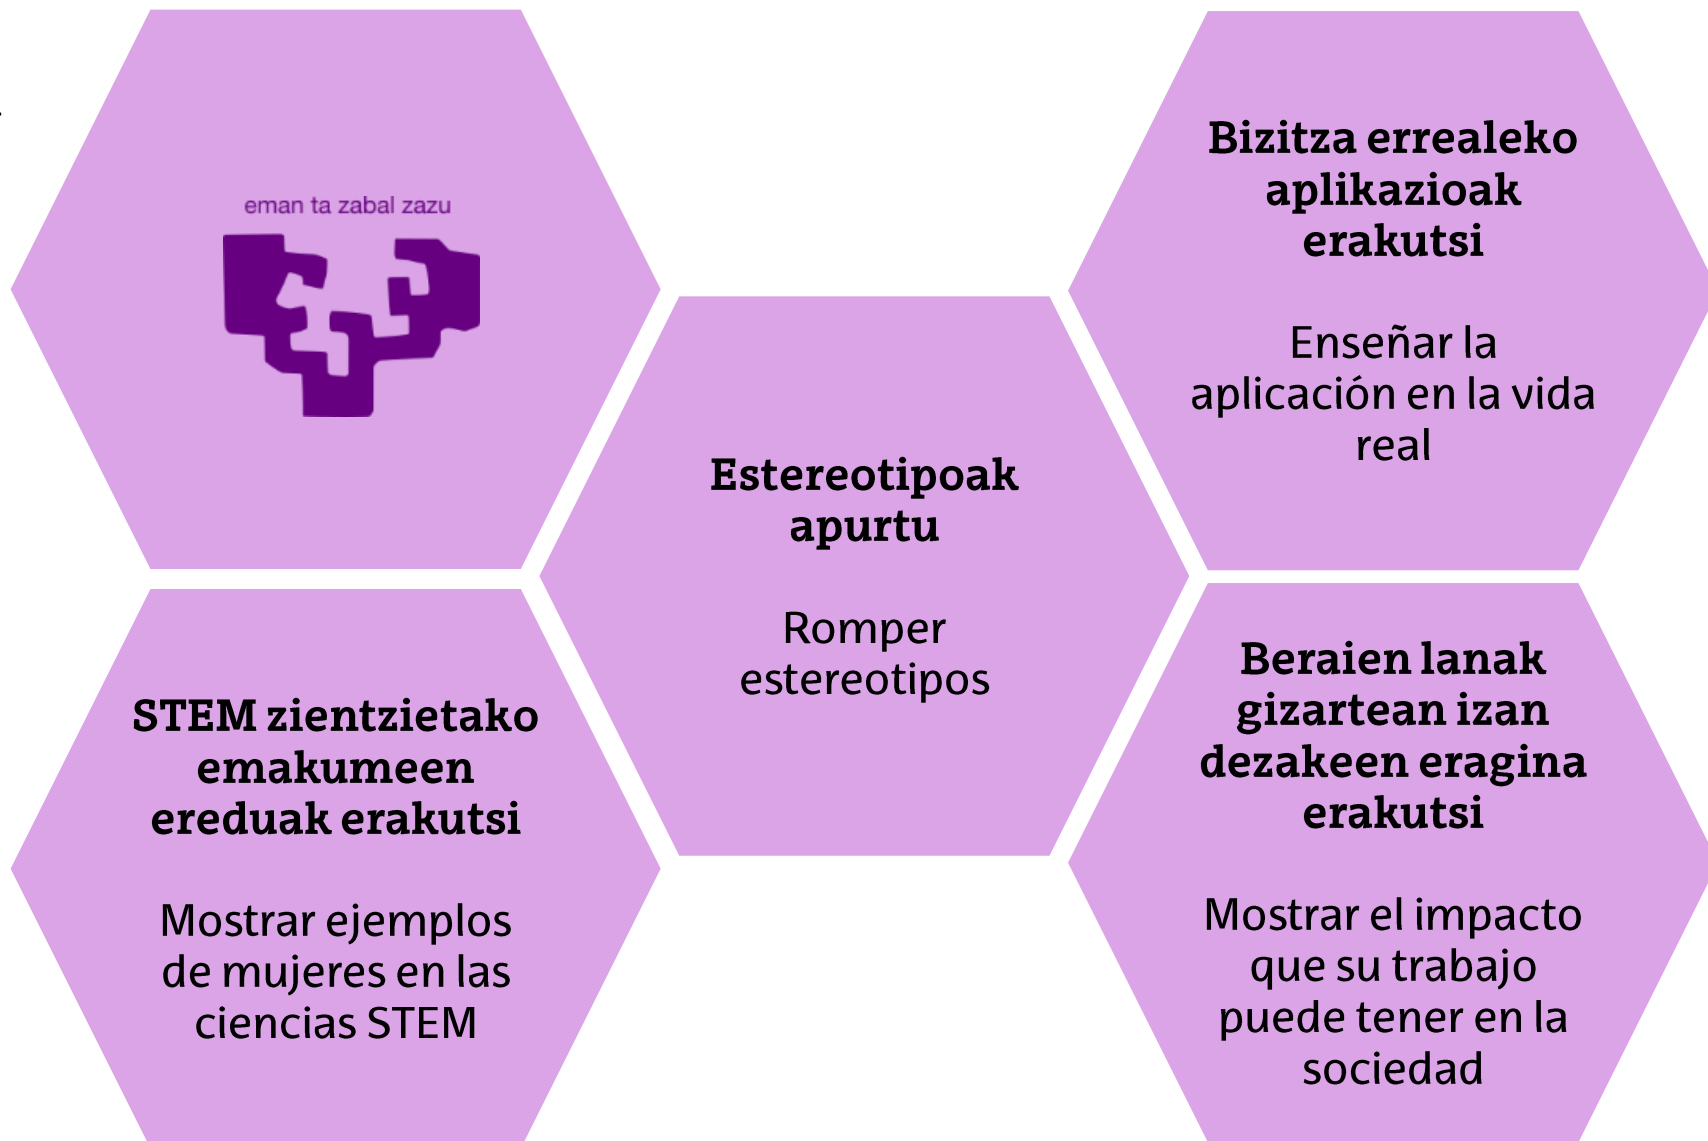 eman ta zabal zazu
STEM zientzietako
emakumeen
ereduak erakutsi
Mostrar ejemplos
de mujeres en las
ciencias STEM
Estereotipoak
apurtu
Romper
estereotipos
Bizitza errealeko
aplikazioak
erakutsi
Enseñar la
aplicación en la vida
real
Beraien lanak
gizartean izan
dezakeen eragina
erakutsi
Mostrar el impacto
que su trabajo
puede tener en la
sociedad